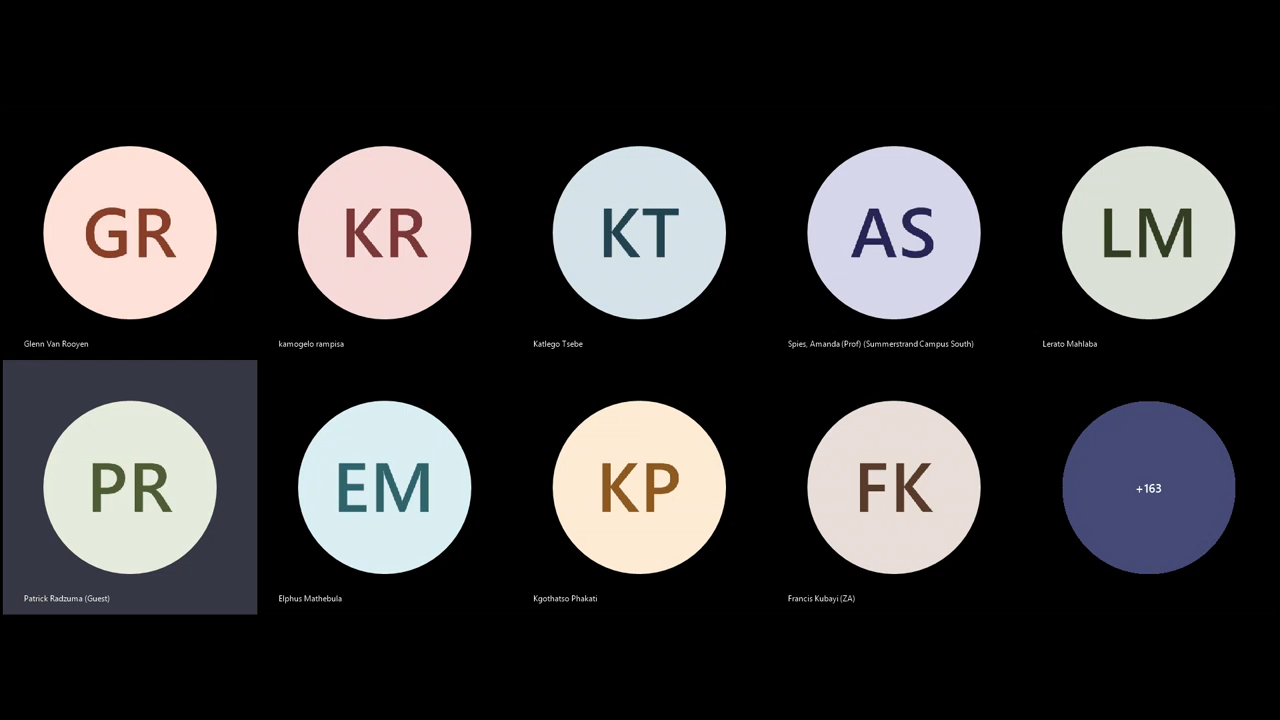 GR
KR
KT
AS
LM
Glenn Van Rooyen
kamogelo rampisa
Katlego Tsebe
Spies, Amanda (Prof) (Summerstrand Campus South)
Lerato Mahlaba
PR
EM
KP
FK
+163
Patrick Radzuma (Guest)
Elphus Mathebula
Kgothatso Phakati
Francis Kubayi (ZA)